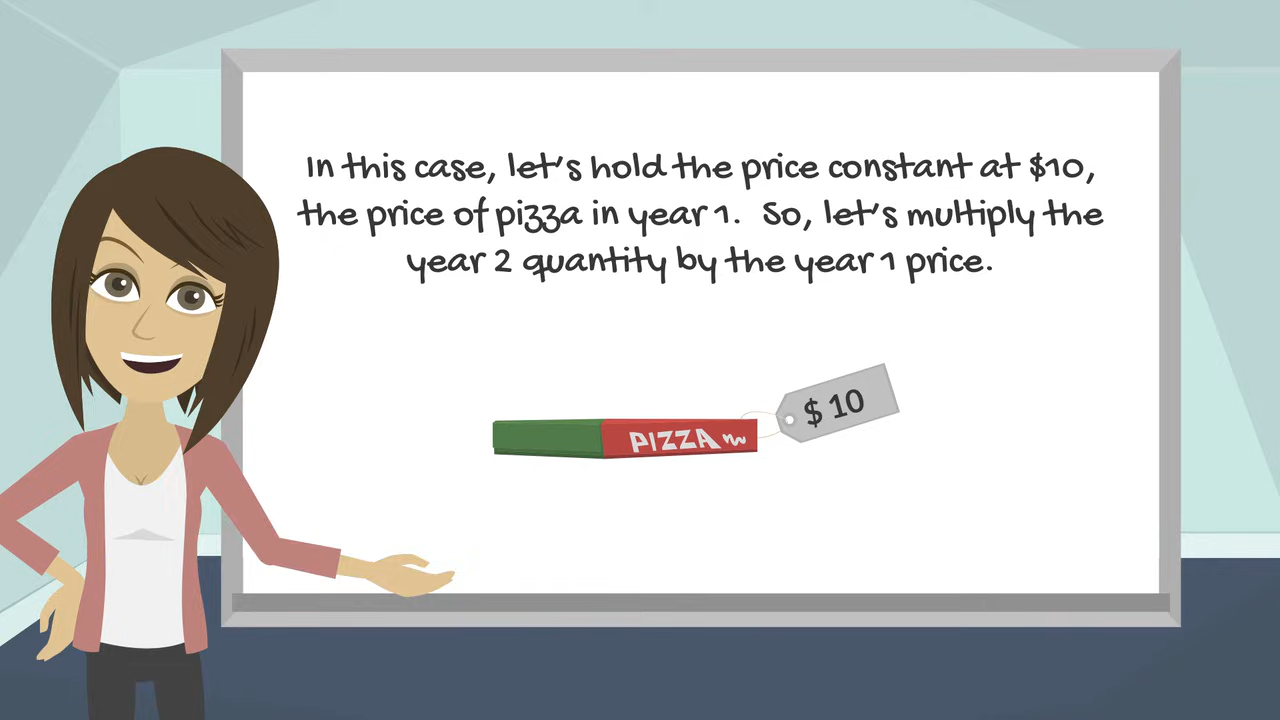 In this case, let's hold the price constant at $10,
the price of pizza in year 1.  So, let's multiply the
year 2 quantity by the year 1 price.
$ 10
PIZZA